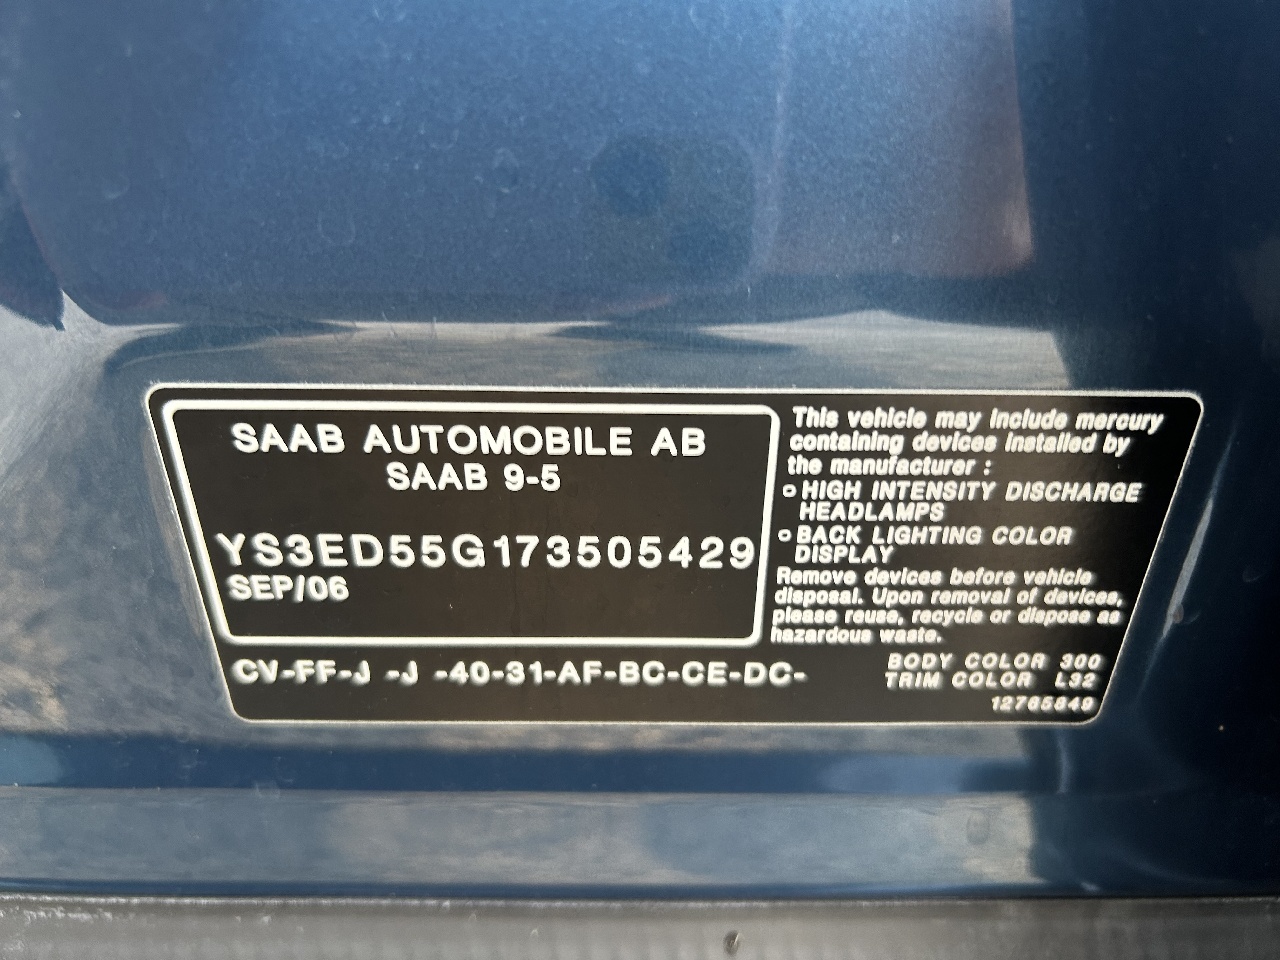 SAAB AUTOMOBILE AB
SAAB 9-5
YS3ED55G173505429
SEP/06
CV-FF-J -J -40-31-AF-BC-CE-DC-
This vehicle may include mercury
containing devices installed by
the manufacturer :
o HIGH INTENSITY DISCHARGE
HEADLAMPS
o BACK LIGHTING COLOR
DISPLAY
Remove devices before vehicle
disposal. Upon removal of devices,
please reuse, recycle or dispose as
hazardous waste.
BODY COLOR 300
TRIM COLOR L32
12765849